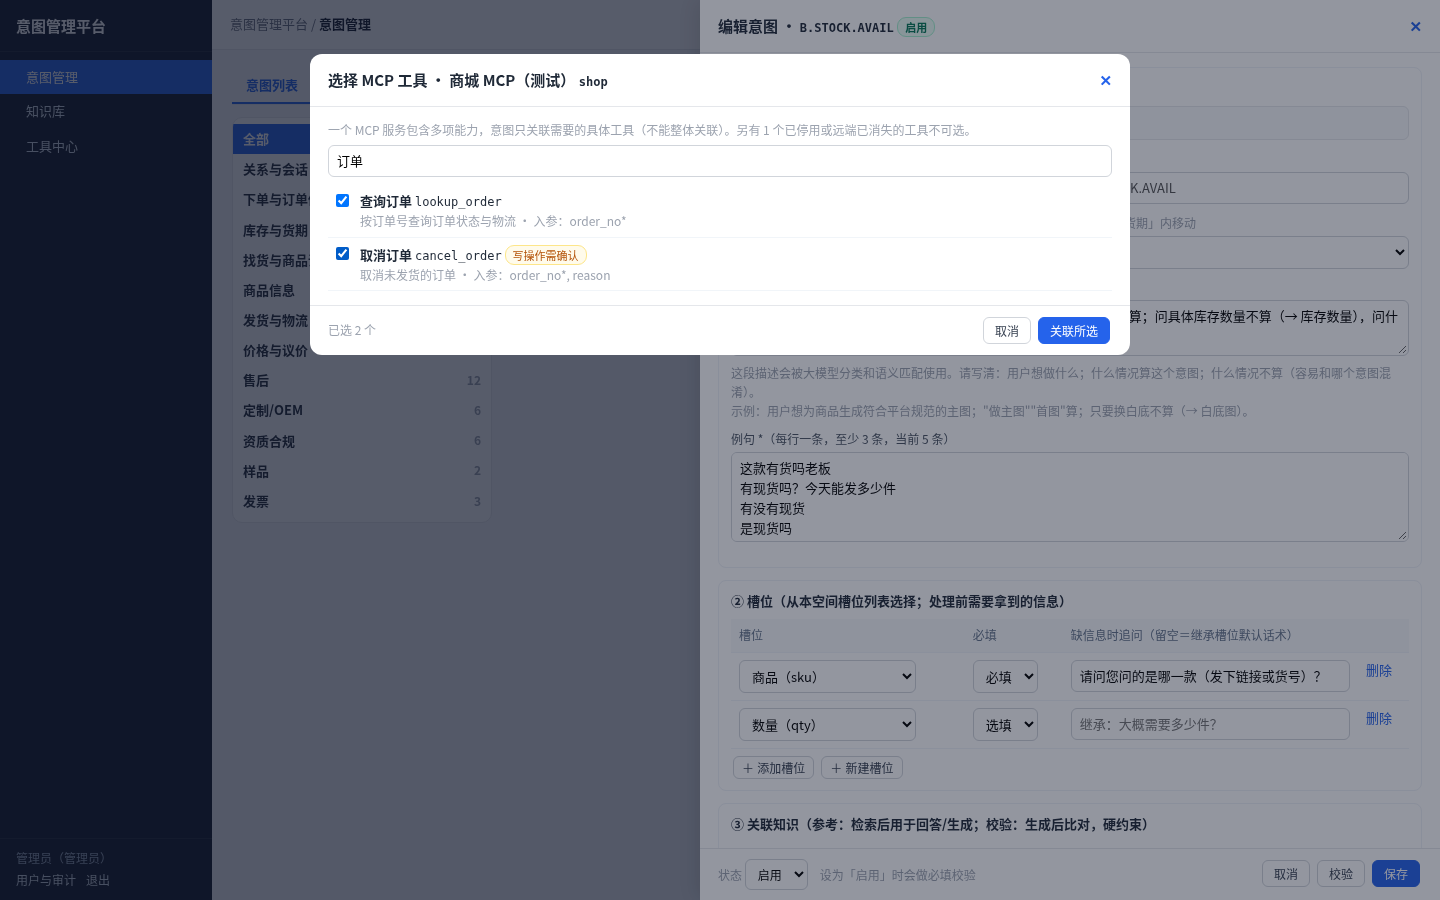 意图管理平台
意图管理
知识库
工具中心
管理员（管理员）
用户与审计 退出
意图管理平台 / 意图管理
意图列表
全部
关系与会话
下单与订单
库存与货期
找货与商品
商品信息
发货与物流
价格与议价
售后 12
定制/OEM 6
资质合规 6
样品 2
发票 3
选择 MCP 工具 · 商城 MCP（测试） shop
×
一个 MCP 服务包含多项能力，意图只关联需要的具体工具（不能整体关联）。另有 1 个已停用或远端已消失的工具不可选。
订单
查询订单 lookup_order
按订单号查询订单状态与物流 · 入参：order_no*
取消订单 cancel_order 写操作需确认
取消未发货的订单 · 入参：order_no*, reason
已选 2 个
取消
关联所选
编辑意图 · B.STOCK.AVAIL 启用
×
K.AVAIL
货期」内移动
算；问具体库存数量不算（→ 库存数量），问什
这段描述会被大模型分类和语义匹配使用。请写清：用户想做什么；什么情况算这个意图；什么情况不算（容易和哪个意图混
淆）。
示例：用户想为商品生成符合平台规范的主图；"做主图""首图"算；只要换白底不算（→ 白底图）。
例句 *（每行一条，至少 3 条，当前 5 条）
这款有货吗老板
有现货吗？今天能发多少件
有没有现货
是现货吗
② 槽位（从本空间槽位列表选择；处理前需要拿到的信息）
槽位 必填 缺信息时追问（留空＝继承槽位默认话术）
商品（sku） 必填 请问您问的是哪一款（发下链接或货号）？ 删除
数量（qty） 选填 继承：大概需要多少件？ 删除
＋ 添加槽位 ＋ 新建槽位
③ 关联知识（参考：检索后用于回答/生成；校验：生成后比对，硬约束）
状态 启用 设为「启用」时会做必填校验
取消 校验 保存